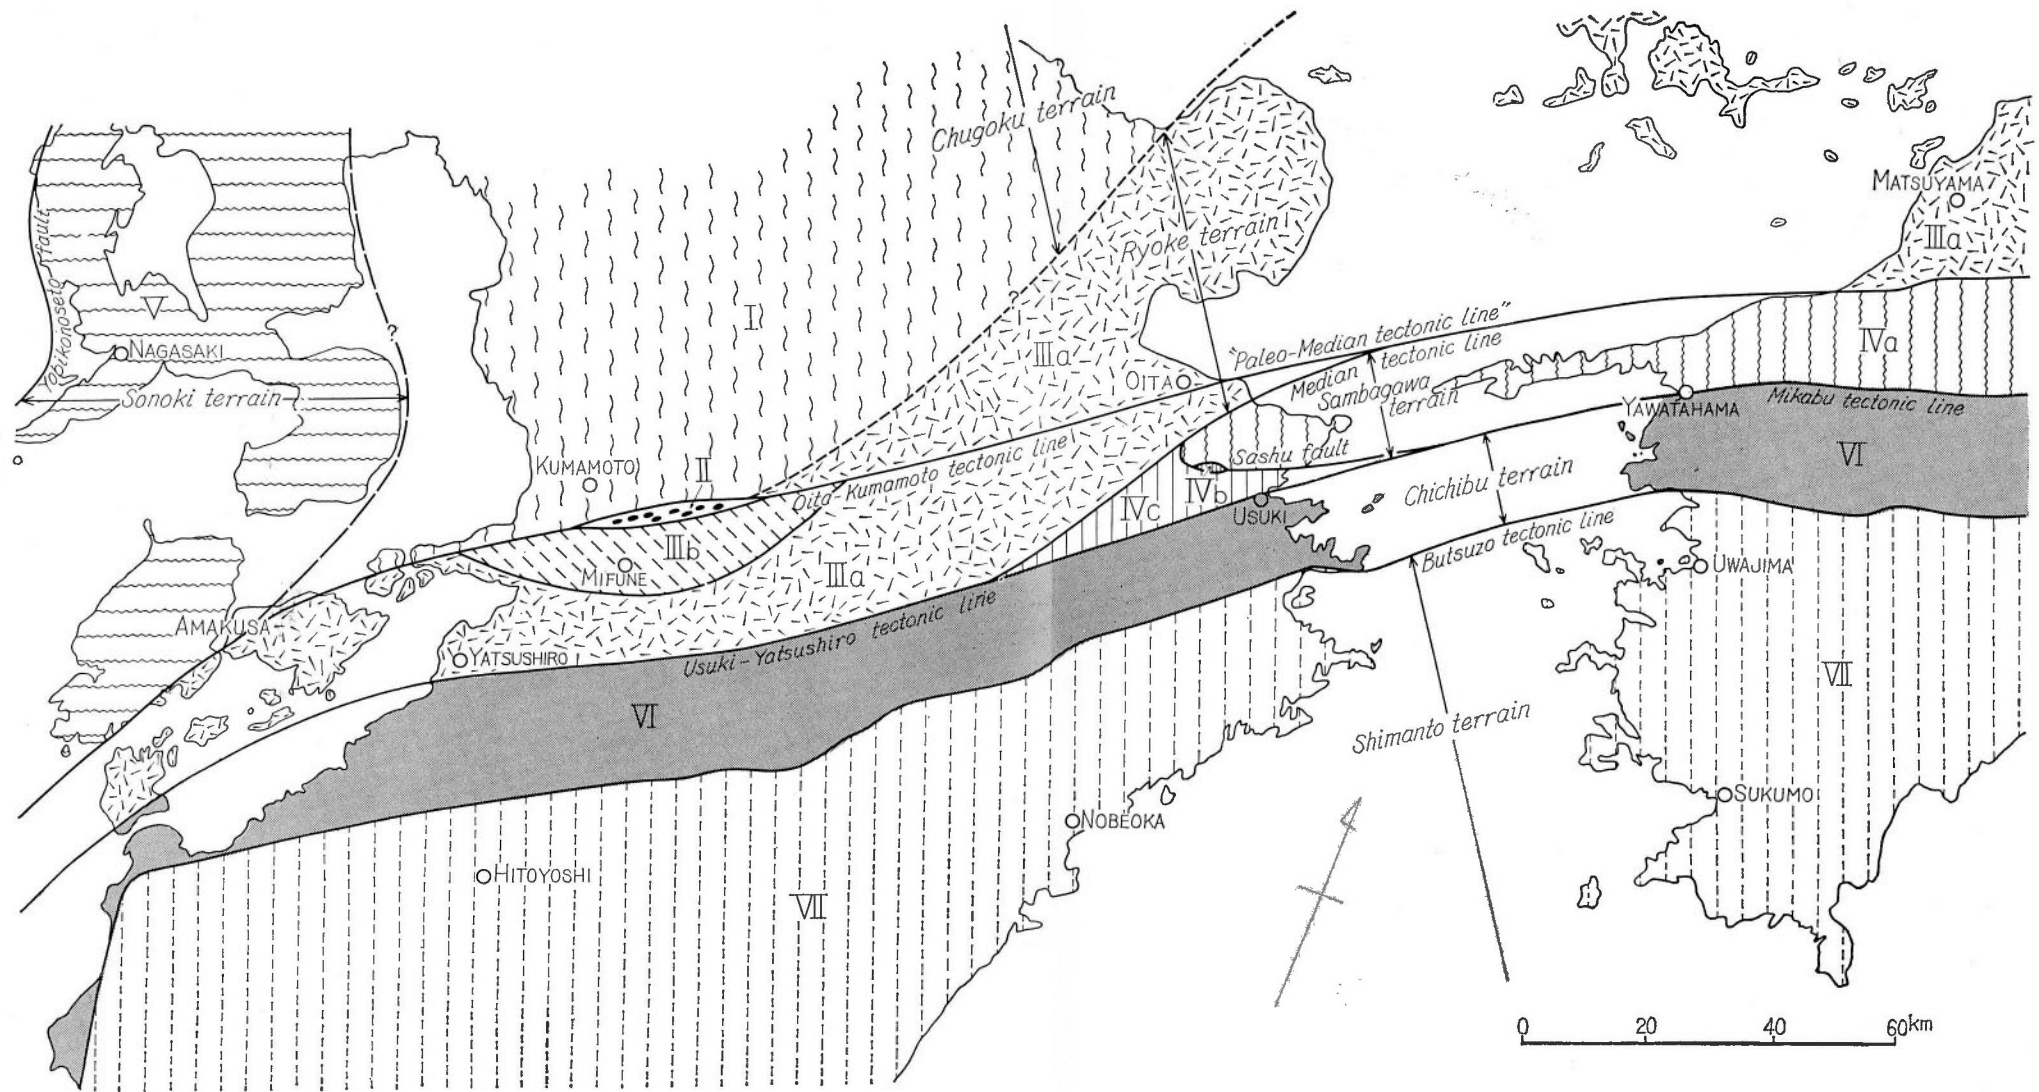 Chugoku terrain
MATSUYAMA
Tobikonoseto fault
Ryoke terrain
IIIa
V
I
?
?
"Paleo-Median tectonic line"
NAGASAKI
IIIa
Median tectonic line
IVa
OITA
Sambagawa terrain
Sonoki terrain
YAWATAHAMA
Mikabu tectonic line
KUMAMOTO
II
Oita-Kumamoto tectonic line
Sashu fault
VI
IVb
IVc
USUKI
Chichibu terrain
IIIb
Butsuzo tectonic line
MIFUNE
IIIa
UWAJIMA
AMAKUSA
YATSUSHIRO
Usuki-Yatsushiro tectonic line
VI
VII
Shimanto terrain
SUKUMO
NOBEOKA
HITOYOSHI
VII
0 20 40 60km